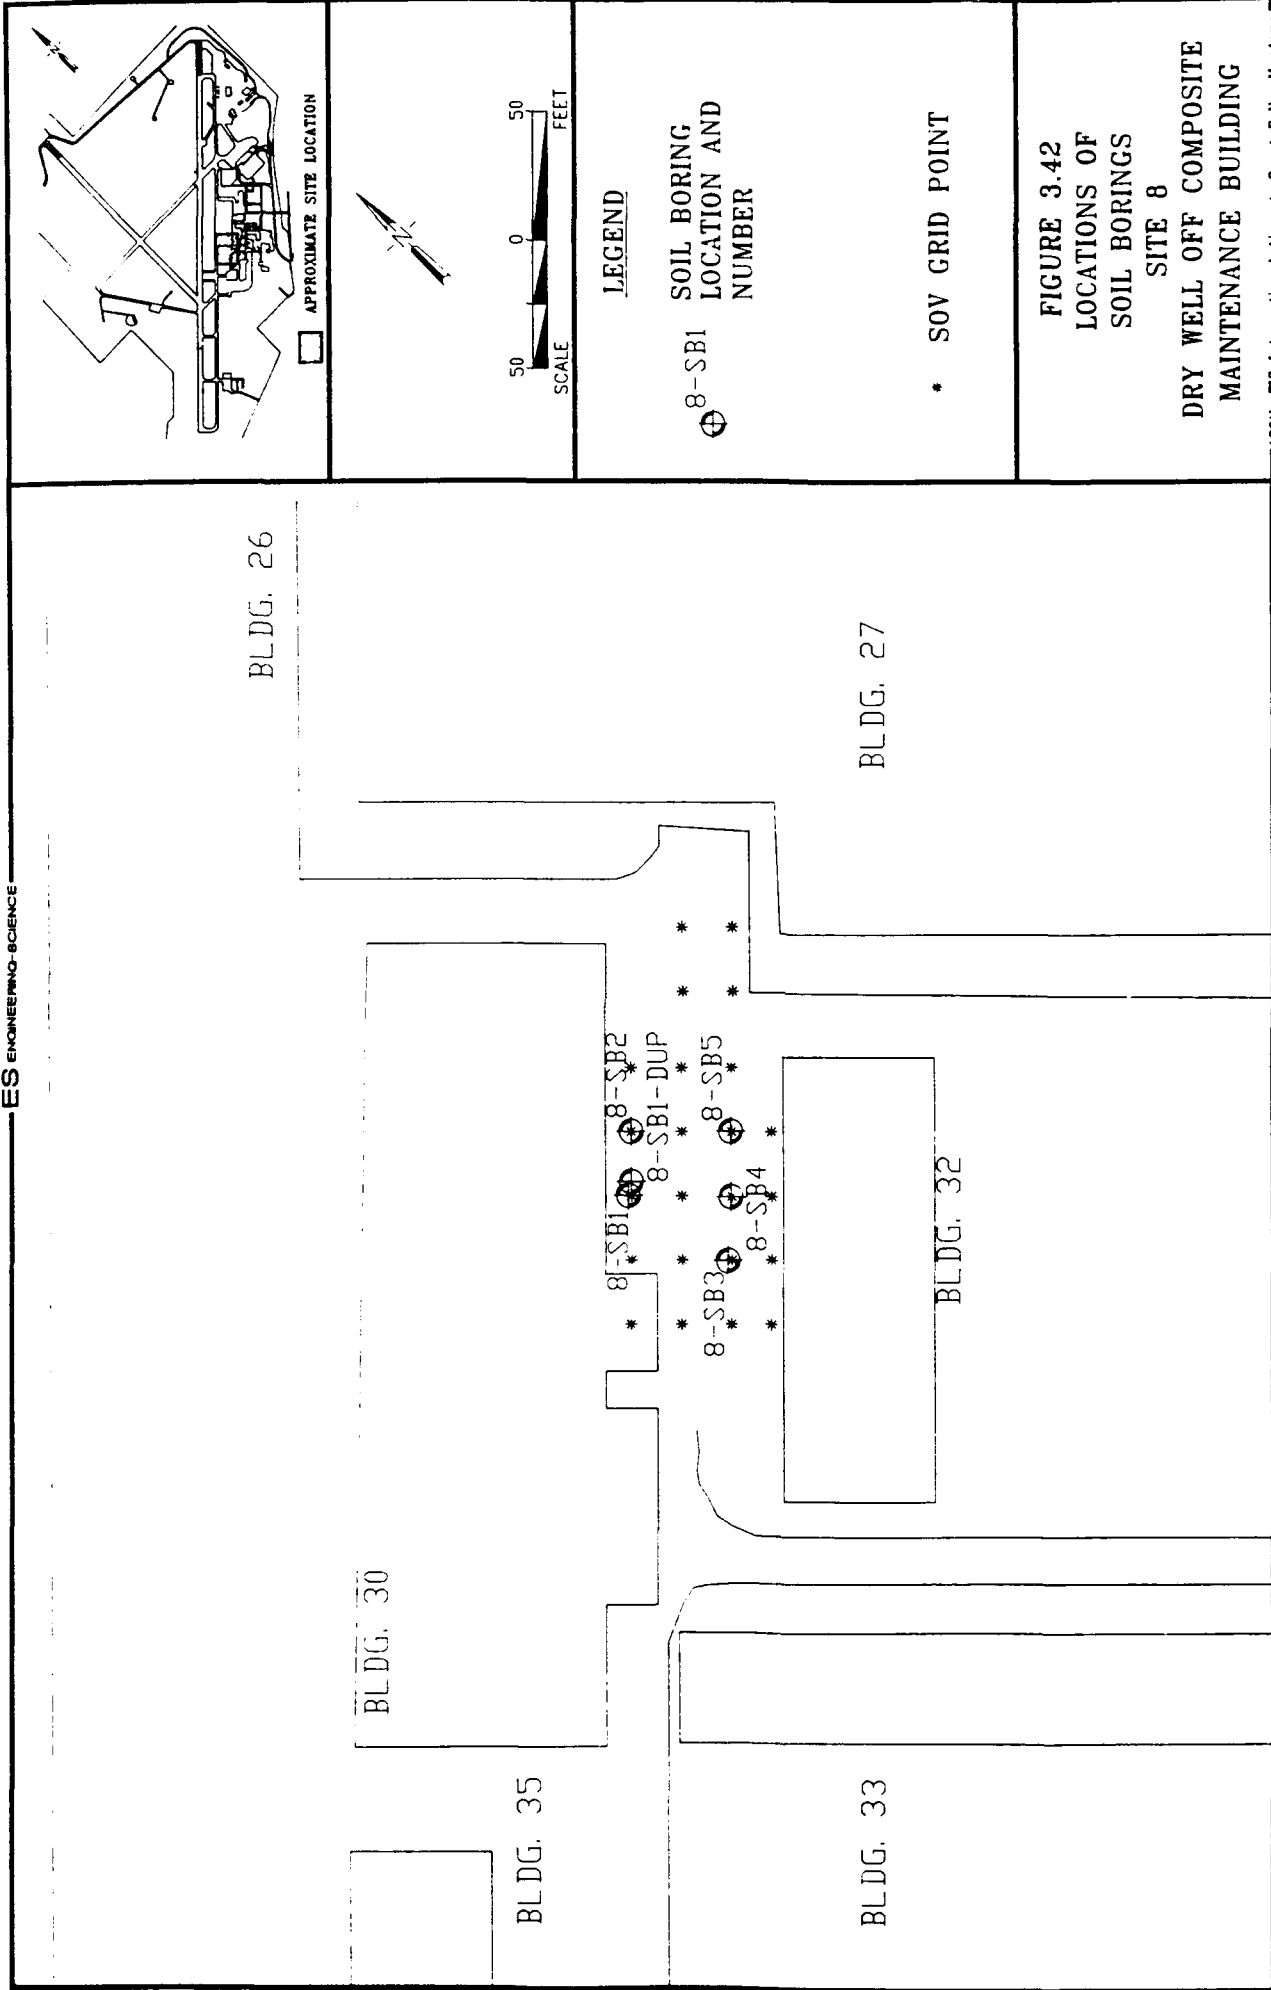 ES ENGINEERING-SCIENCE
BLDG. 26
BLDG. 30
BLDG. 35
BLDG. 27
BLDG. 32
BLDG. 33
8-SB1
8-SB2
8-SB1-DUP
8-SB3
8-SB4
8-SB5
N
APPROXIMATE SITE LOCATION
N
50 0 50
SCALE FEET
LEGEND
8-SB1 SOIL BORING
LOCATION AND
NUMBER
* SOV GRID POINT
FIGURE 3.42
LOCATIONS OF
SOIL BORINGS
SITE 8
DRY WELL OFF COMPOSITE
MAINTENANCE BUILDING